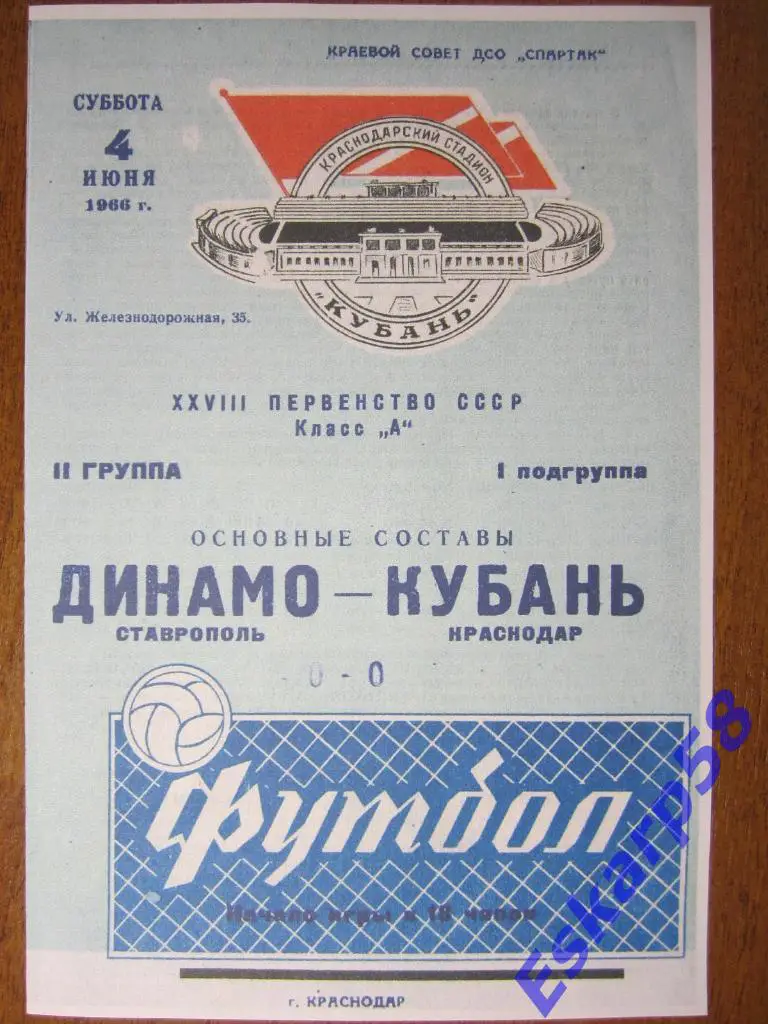 КРАЕВОЙ СОВЕТ ДСО „СПАРТАК"
СУББОТА
4
ИЮНЯ
1966 г.
КРАСНОДАРСКИЙ СТАДИОН
„КУБАНЬ"
Ул. Железнодорожная, 35.
XXVIII ПЕРВЕНСТВО СССР
Класс „А"
II ГРУППА
I подгруппа
ОСНОВНЫЕ СОСТАВЫ
ДИНАМО — КУБАНЬ
СТАВРОПОЛЬ
КРАСНОДАР
0 - 0
Футбол
Начало игры в 18 часов
г. КРАСНОДАР
Eskarp58